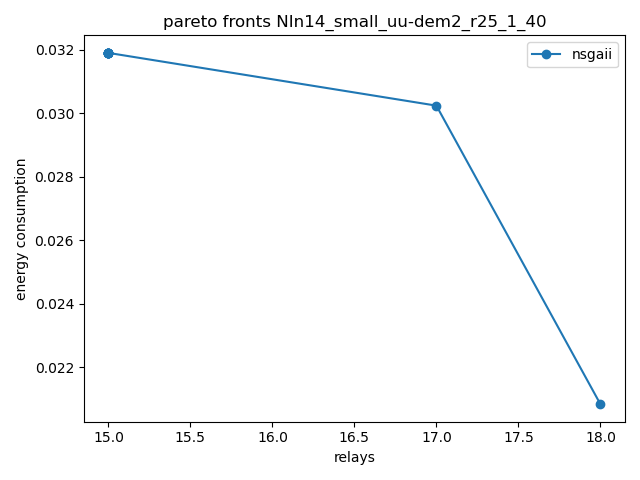 pareto fronts NIn14_small_uu-dem2_r25_1_40
nsgaii
energy consumption
0.032
0.030
0.028
0.026
0.024
0.022
15.0 15.5 16.0 16.5 17.0 17.5 18.0
relays